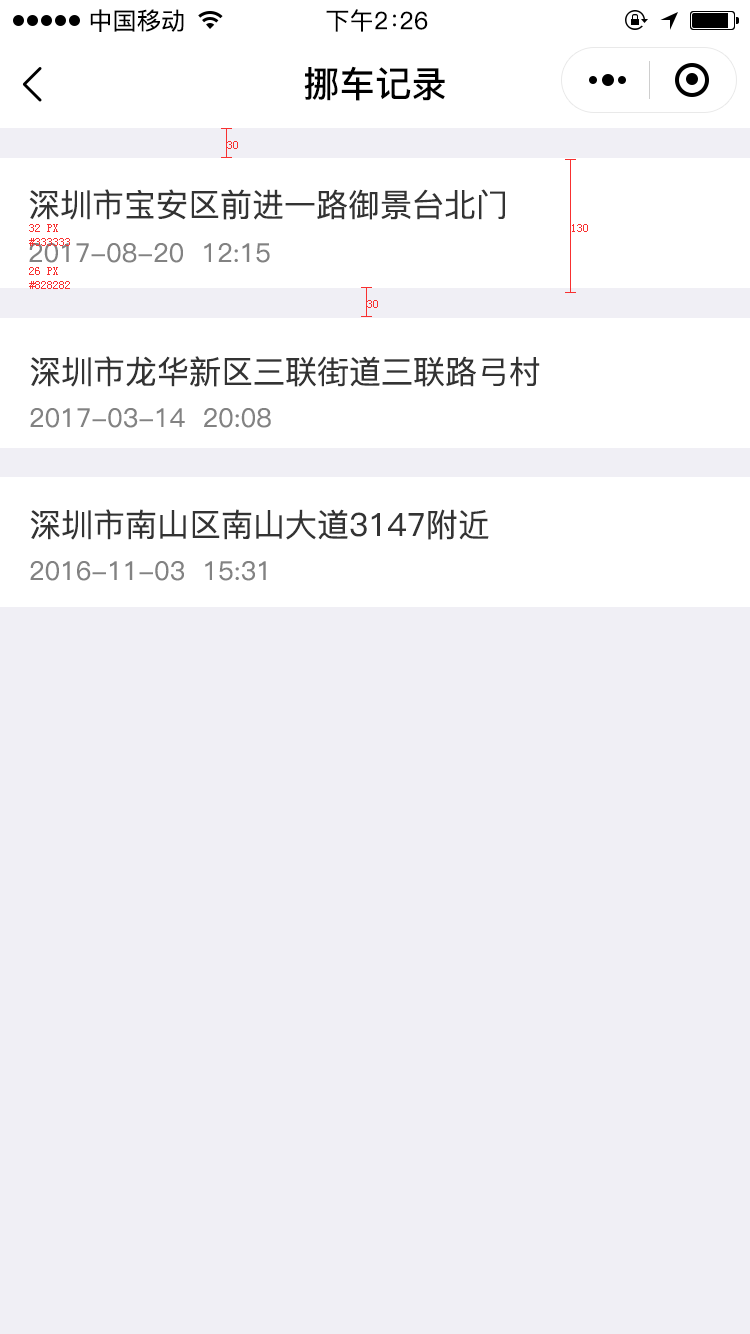 中国移动
下午2:26
挪车记录
30
深圳市宝安区前进一路御景台北门
130
32 PX
#333333
2017-08-20 12:15
26 PX
#828282
30
深圳市龙华新区三联街道三联路弓村
2017-03-14 20:08
深圳市南山区南山大道3147附近
2016-11-03 15:31